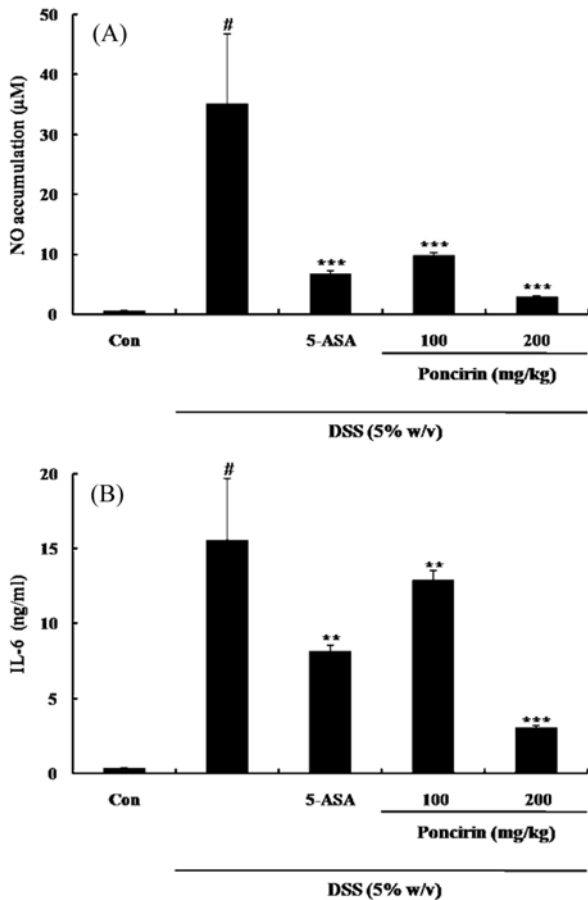 (A)
NO accumulation (µM)
50
40
30
20
10
0
#
***
***
***
Con
5-ASA
100
200
Poncirin (mg/kg)
DSS (5% w/v)
(B)
IL-6 (ng/ml)
20
15
10
5
0
#
**
**
***
Con
5-ASA
100
200
Poncirin (mg/kg)
DSS (5% w/v)